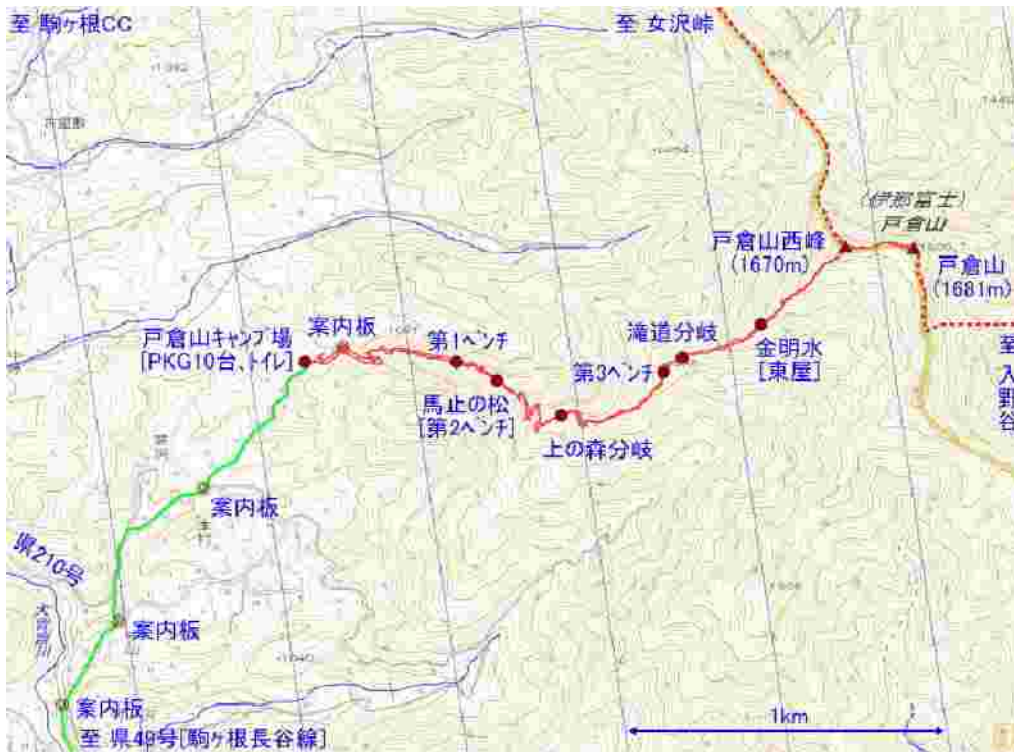 至 駒ヶ根CC
至 女沢峠
(伊那富士)
戸倉山
戸倉山西峰
(1670m)
戸倉山
(1681m)
至
入
野
谷
滝道分岐
金明水
[東屋]
案内板
第1ベンチ
戸倉山キャンプ場
[PKG10台、トイレ]
第3ベンチ
馬止の松
[第2ベンチ]
上の森分岐
案内板
県210号
案内板
案内板
至 県49号[駒ヶ根長谷線]
1km